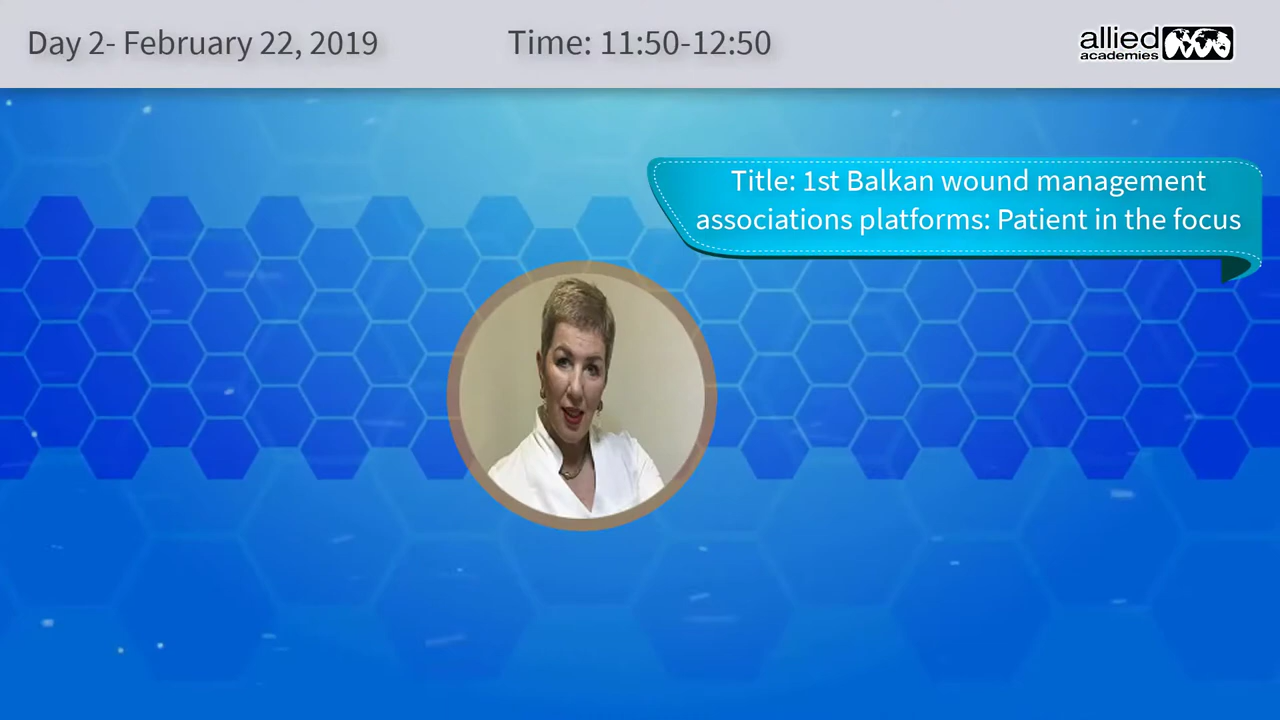 Day 2- February 22, 2019
Time: 11:50-12:50
allied
academies
Title: 1st Balkan wound management
associations platforms: Patient in the focus